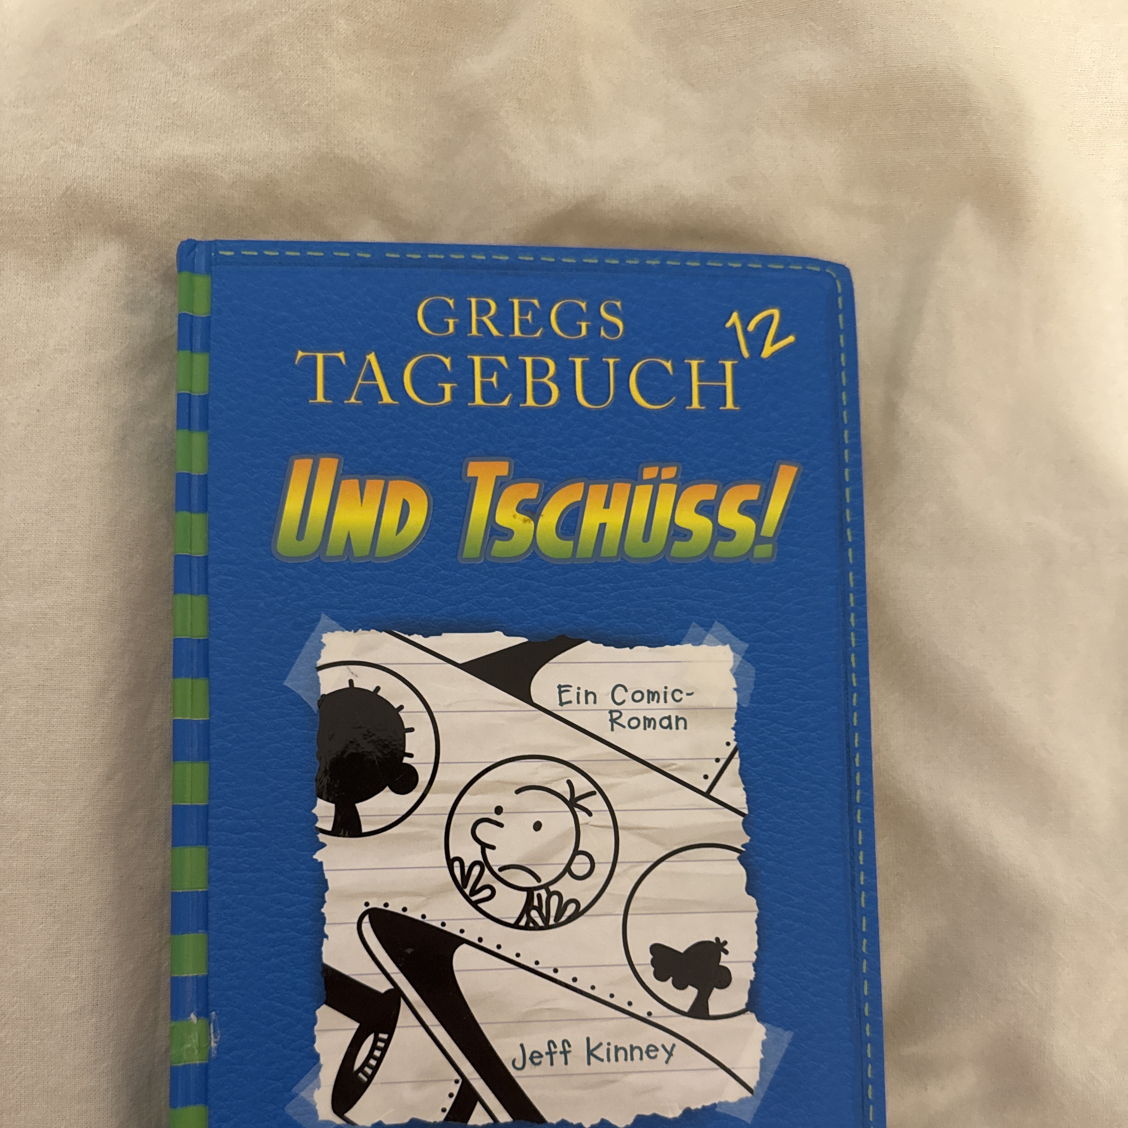 GREGS
TAGEBUCH 12
UND TSCHÜSS!
Ein Comic-
Roman
Jeff Kinney